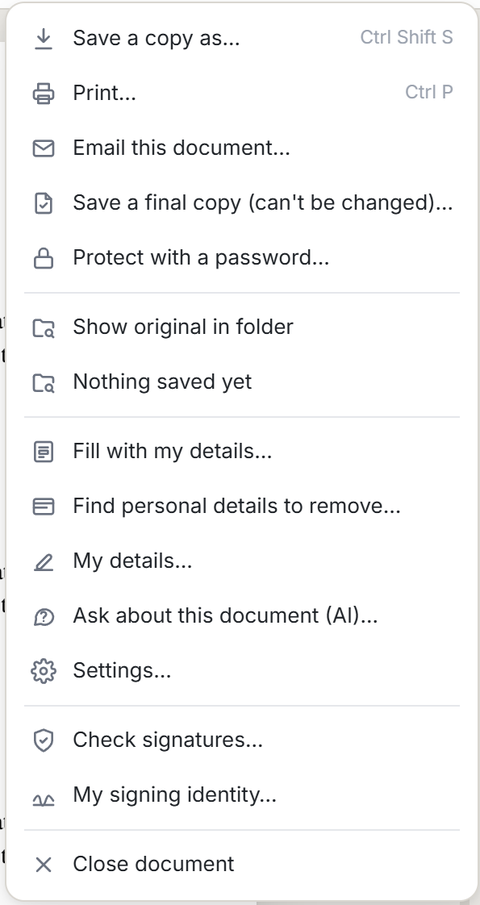 Save a copy as... Ctrl Shift S
Print... Ctrl P
Email this document...
Save a final copy (can't be changed)...
Protect with a password...
Show original in folder
Nothing saved yet
Fill with my details...
Find personal details to remove...
My details...
Ask about this document (AI)...
Settings...
Check signatures...
My signing identity...
Close document